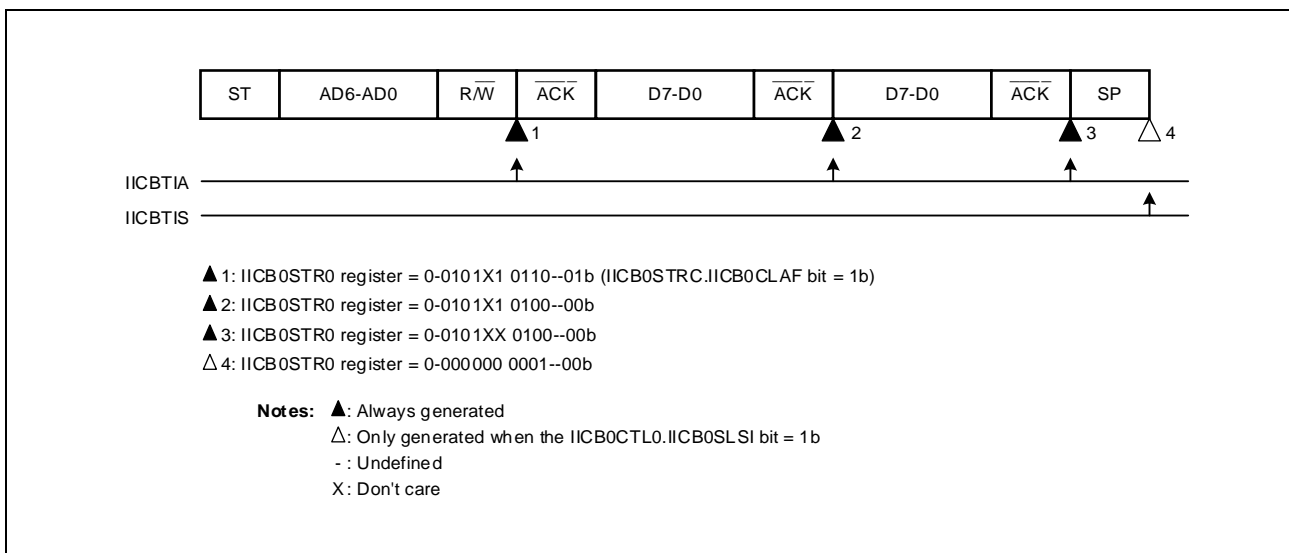 ST AD6-AD0 R/W ACK D7-D0 ACK D7-D0 ACK SP
▲1 ▲2 ▲3 △4
IICBTIA
IICBTIS
▲1: IICB0STR0 register = 0-0101X1 0110--01b (IICB0STRC.IICB0CLAF bit = 1b)
▲2: IICB0STR0 register = 0-0101X1 0100--00b
▲3: IICB0STR0 register = 0-0101XX 0100--00b
△4: IICB0STR0 register = 0-000000 0001--00b
Notes: ▲: Always generated
△: Only generated when the IICB0CTL0.IICB0SLSI bit = 1b
- : Undefined
X: Don't care